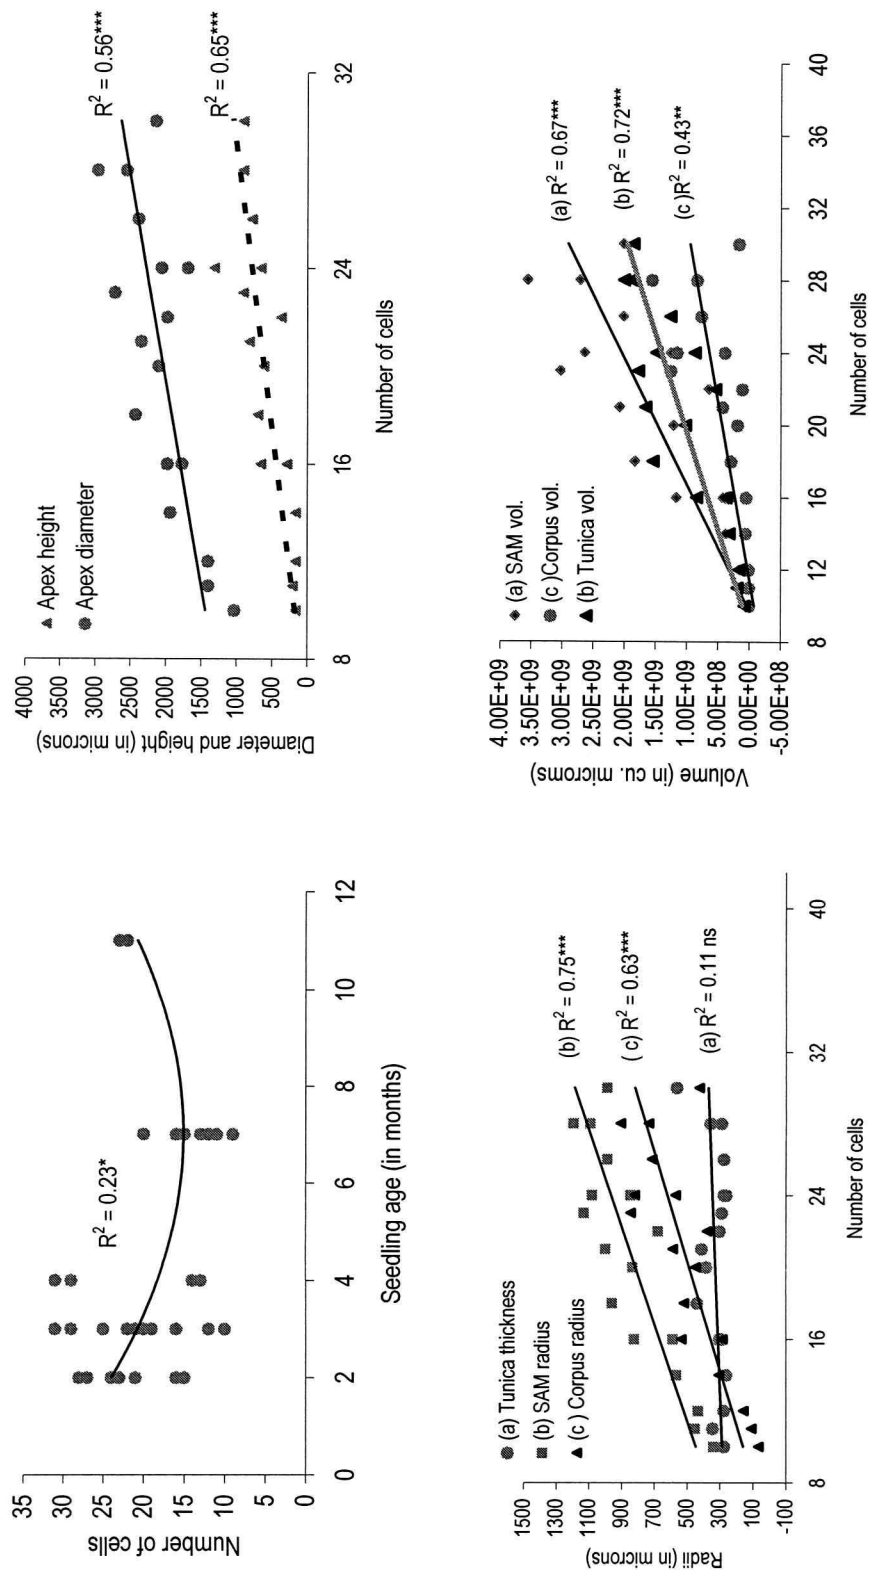 35
30
25
20
15
10
5
0
Number of cells
R² = 0.23*
0 2 4 6 8 10 12
Seedling age (in months)
4000
3500
3000
2500
2000
1500
1000
500
0
Diameter and height (in microns)
Apex height
Apex diameter
R² = 0.56***
R² = 0.65***
8 16 24 32
Number of cells
1500
1300
1100
900
700
500
300
100
-100
Radii (in microns)
(a) Tunica thickness
(b) SAM radius
(c ) Corpus radius
(b) R² = 0.75***
( c) R² = 0.63***
(a) R² = 0.11 ns
8 16 24 32 40
Number of cells
4.00E+09
3.50E+09
3.00E+09
2.50E+09
2.00E+09
1.50E+09
1.00E+09
5.00E+08
0.00E+00
-5.00E+08
Volume (in cu. microms)
(a) SAM vol.
(c )Corpus vol.
(b) Tunica vol.
(a) R² = 0.67***
(b) R² = 0.72***
(c )R² = 0.43**
8 12 16 20 24 28 32 36 40
Number of cells